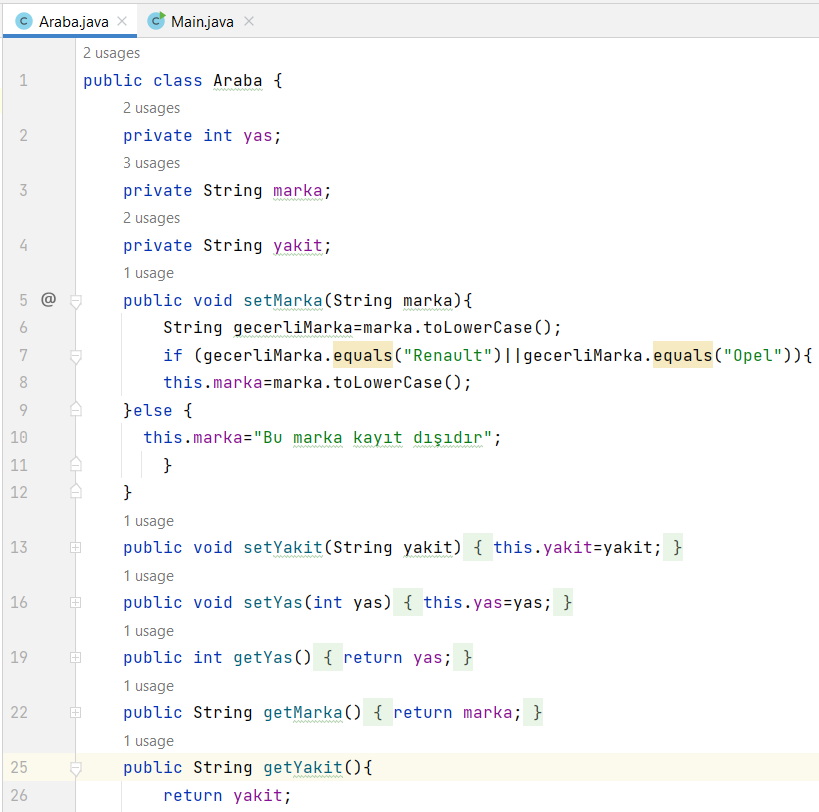 Araba.java
Main.java
2 usages
1 public class Araba {
2 usages
2 private int yas;
3 usages
3 private String marka;
2 usages
4 private String yakit;
1 usage
5 @ public void setMarka(String marka){
6 String gecerliMarka=marka.toLowerCase();
7 if (gecerliMarka.equals("Renault")||gecerliMarka.equals("Opel")){
8 this.marka=marka.toLowerCase();
9 }else {
10 this.marka="Bu marka kayıt dışıdır";
11 }
12 }
1 usage
13 public void setYakit(String yakit) { this.yakit=yakit; }
1 usage
16 public void setYas(int yas) { this.yas=yas; }
1 usage
19 public int getYas() { return yas; }
1 usage
22 public String getMarka() { return marka; }
1 usage
25 public String getYakit(){
26 return yakit;